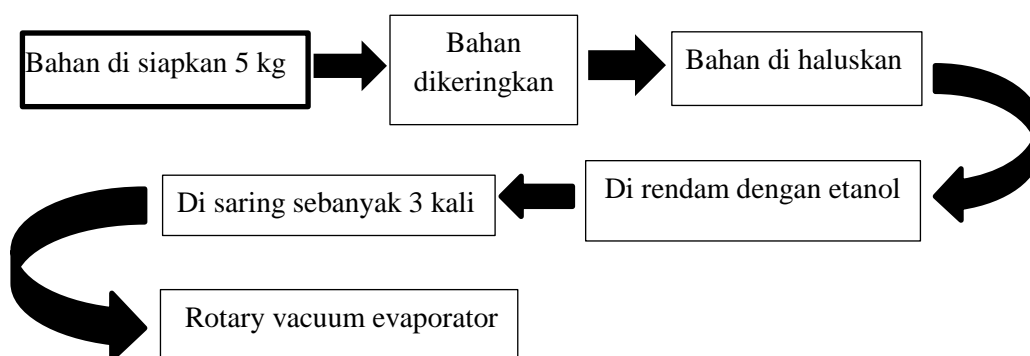 Bahan di siapkan 5 kg
Bahan
dikeringkan
Bahan di haluskan
Di rendam dengan etanol
Di saring sebanyak 3 kali
Rotary vacuum evaporator